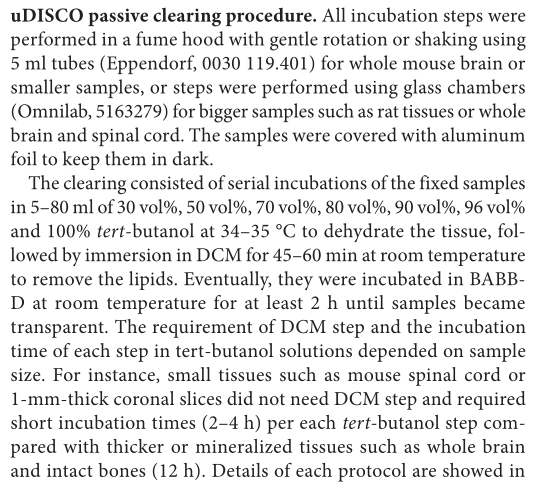 uDISCO passive clearing procedure. All incubation steps were
performed in a fume hood with gentle rotation or shaking using
5 ml tubes (Eppendorf, 0030 119.401) for whole mouse brain or
smaller samples, or steps were performed using glass chambers
(Omnilab, 5163279) for bigger samples such as rat tissues or whole
brain and spinal cord. The samples were covered with aluminum
foil to keep them in dark.
The clearing consisted of serial incubations of the fixed samples
in 5–80 ml of 30 vol%, 50 vol%, 70 vol%, 80 vol%, 90 vol%, 96 vol%
and 100% tert-butanol at 34–35 °C to dehydrate the tissue, fol-
lowed by immersion in DCM for 45–60 min at room temperature
to remove the lipids. Eventually, they were incubated in BABB-
D at room temperature for at least 2 h until samples became
transparent. The requirement of DCM step and the incubation
time of each step in tert-butanol solutions depended on sample
size. For instance, small tissues such as mouse spinal cord or
1-mm-thick coronal slices did not need DCM step and required
short incubation times (2–4 h) per each tert-butanol step com-
pared with thicker or mineralized tissues such as whole brain
and intact bones (12 h). Details of each protocol are showed in